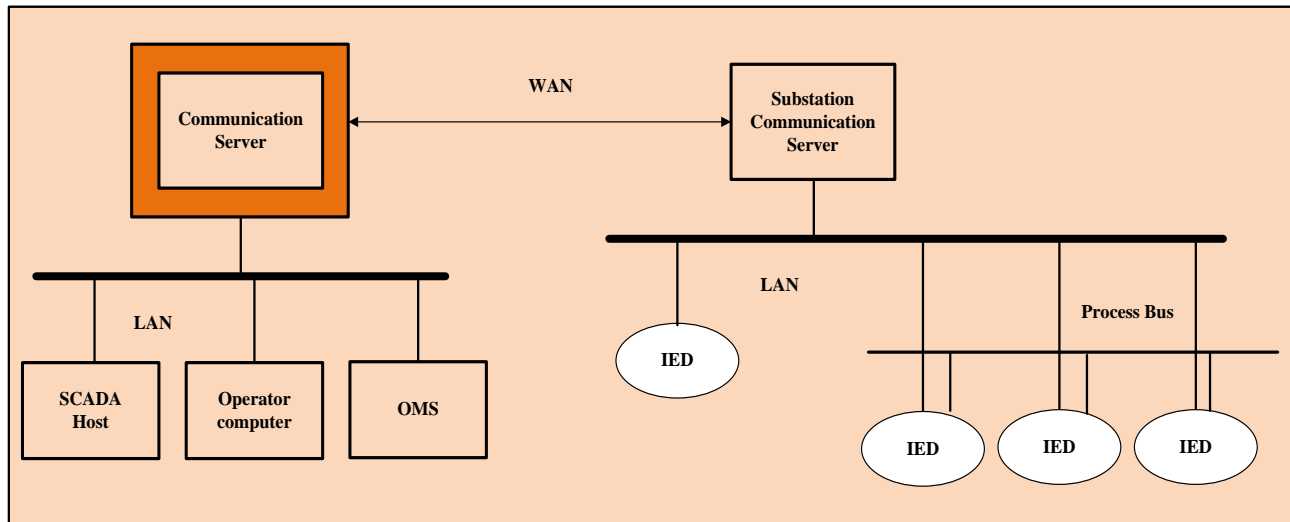 WAN
Communication
Server
Substation
Communication
Server
LAN
LAN
Process Bus
SCADA
Host
Operator
computer
OMS
IED
IED
IED
IED